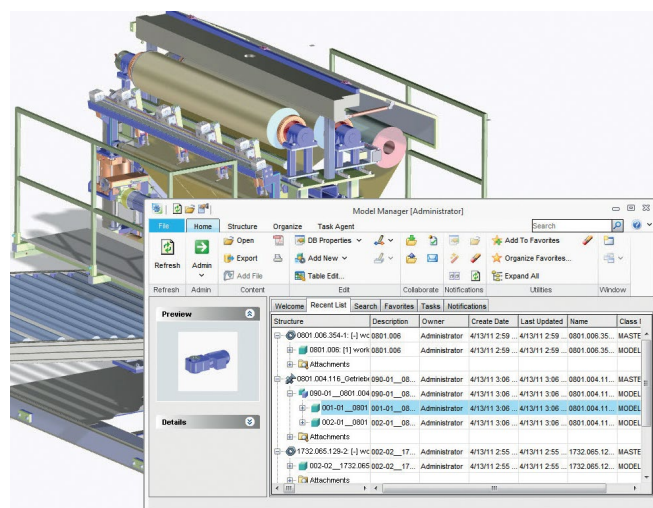 Model Manager [Administrator]
File Home Structure Organize Task Agent Search
Refresh Admin Open Export Add File DB Properties Add New Table Edit... Add To Favorites Organize Favorites... Expand All
Refresh Admin Content Edit Collaborate Notifications Utilities Window
Preview
Details
Welcome Recent List Search Favorites Tasks Notifications
Structure Description Owner Create Date Last Updated Name Class
0801.006.354-1: [-] wo 0801.006 Administrator 4/13/11 2:59 ... 4/13/11 2:59 ... 0801.006.35... MASTE
0801.006: [1] work 0801.006 Administrator 4/13/11 2:59 ... 4/13/11 2:59 ... 0801.006.35... MODEL
Attachments
0801.004.116_Getriebe 090-01__08... Administrator 4/13/11 3:06 ... 4/13/11 3:06 ... 0801.004.11... MASTE
090-01__0801.004 090-01__08... Administrator 4/13/11 3:06 ... 4/13/11 3:06 ... 0801.004.11... MODEL
001-01__0801 001-01__08... Administrator 4/13/11 3:06 ... 4/13/11 3:06 ... 0801.004.11... MODEL
002-01__0801 002-01__08... Administrator 4/13/11 3:06 ... 4/13/11 3:06 ... 0801.004.11... MODEL
Attachments
1732.065.129-2: [-] wo 002-02__17... Administrator 4/13/11 2:55 ... 4/13/11 2:55 ... 1732.065.12... MASTE
002-02__1732.065 002-02__17... Administrator 4/13/11 2:55 ... 4/13/11 2:55 ... 1732.065.12... MODEL
Attachments